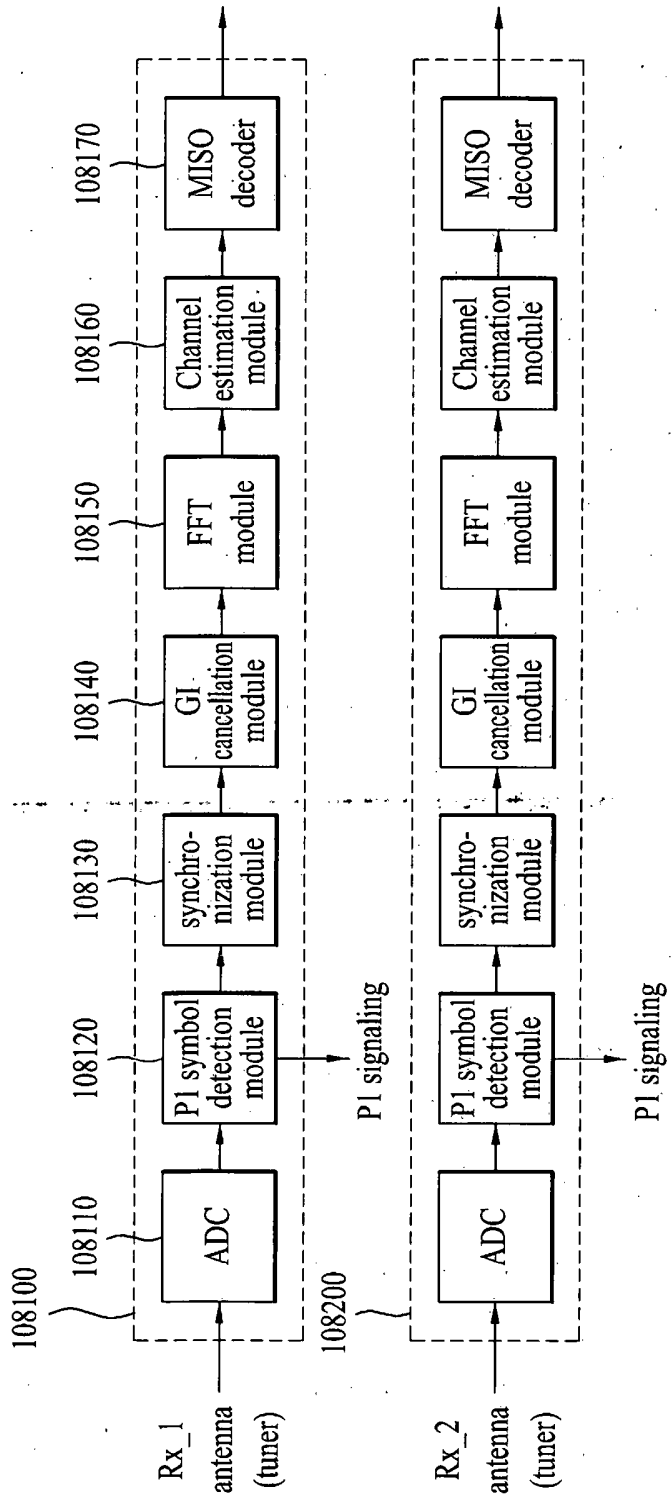 108100
108110
108120
108130
108140
108150
108160
108170
Rx_1
antenna
(tuner)
ADC
P1 symbol
detection
module
synchro-
nization
module
GI
cancellation
module
FFT
module
Channel
estimation
module
MISO
decoder
P1 signaling
108200
Rx_2
antenna
(tuner)
ADC
P1 symbol
detection
module
synchro-
nization
module
GI
cancellation
module
FFT
module
Channel
estimation
module
MISO
decoder
P1 signaling